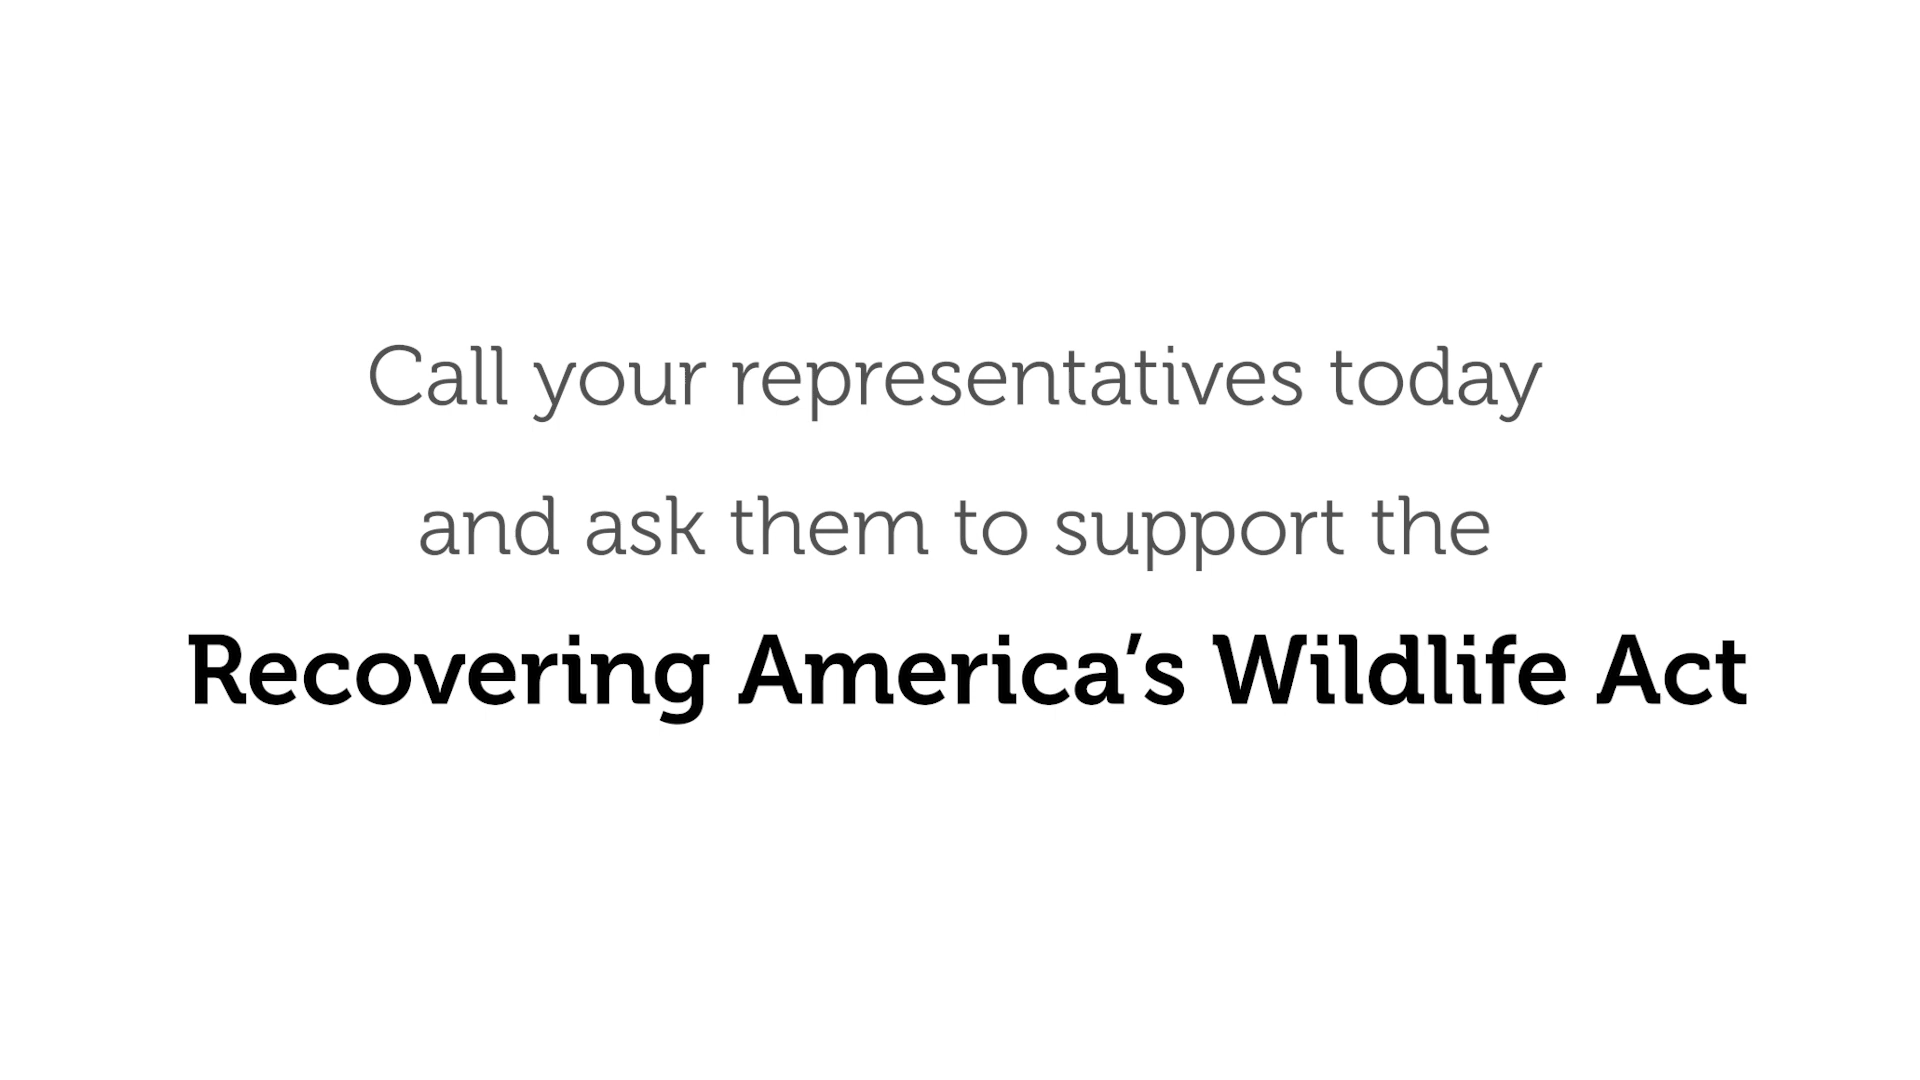 Call your representatives today
and ask them to support the
Recovering America’s Wildlife Act